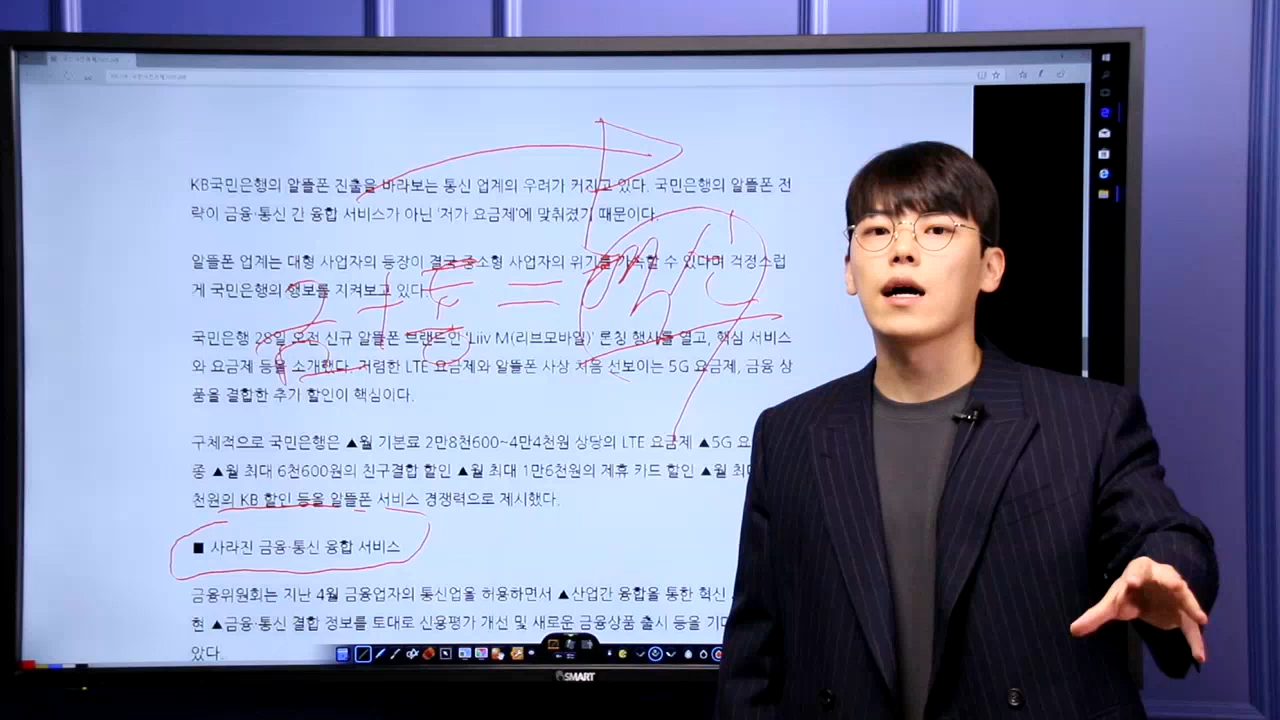 KB국민은행의 알뜰폰 진출을 바라보는 통신 업계의 우려가 커지고 있다. 국민은행의 알뜰폰 전
략이 금융·통신 간 융합 서비스가 아닌 '저가 요금제'에 맞춰졌기 때문이다.
알뜰폰 업계는 대형 사업자의 등장이 결국 중소형 사업자의 위기를 가속할 수 있다며 걱정스럽
게 국민은행의 행보를 지켜보고 있다.
국민은행 28일 오전 신규 알뜰폰 브랜드인 'Liiv M(리브모바일)' 론칭 행사를 열고, 핵심 서비스
와 요금제 등을 소개했다. 저렴한 LTE 요금제와 알뜰폰 사상 처음 선보이는 5G 요금제, 금융 상
품을 결합한 추가 할인이 핵심이다.
구체적으로 국민은행은 ▲월 기본료 2만8천600~4만4천원 상당의 LTE 요금제 ▲5G 요
종 ▲월 최대 6천600원의 친구결합 할인 ▲월 최대 1만6천원의 제휴 카드 할인 ▲월 최대
천원의 KB 할인 등을 알뜰폰 서비스 경쟁력으로 제시했다.
■ 사라진 금융·통신 융합 서비스
금융위원회는 지난 4월 금융업자의 통신업을 허용하면서 ▲산업간 융합을 통한 혁신
현 ▲금융·통신 결합 정보를 토대로 신용평가 개선 및 새로운 금융상품 출시 등을 기대
았다.
SMART